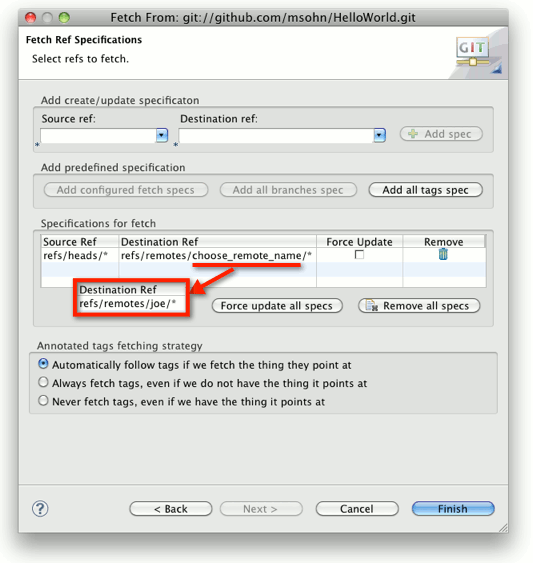 Fetch From: git://github.com/msohn/HelloWorld.git
Fetch Ref Specifications
Select refs to fetch.
GIT
Add create/update specificaton
Source ref: Destination ref:
* * Add spec
Add predefined specification
Add configured fetch specs Add all branches spec Add all tags spec
Specifications for fetch
Source Ref Destination Ref Force Update Remove
refs/heads/* refs/remotes/choose_remote_name/*
Destination Ref
refs/remotes/joe/*
Force update all specs Remove all specs
Annotated tags fetching strategy
Automatically follow tags if we fetch the thing they point at
Always fetch tags, even if we do not have the thing it points at
Never fetch tags, even if we have the thing it points at
? < Back Next > Cancel Finish